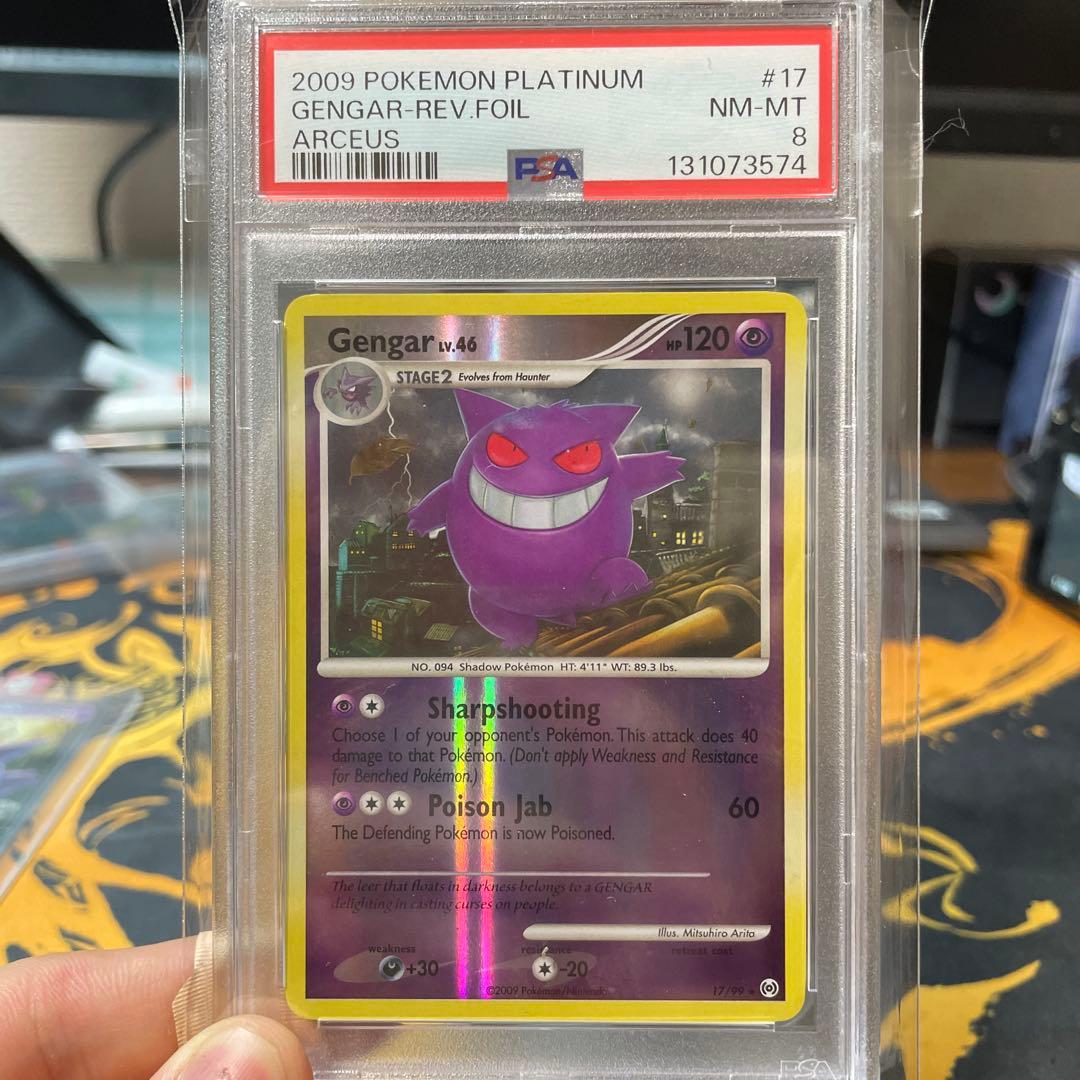 2009 POKEMON PLATINUM #17
GENGAR-REV.FOIL NM-MT
ARCEUS 8
PSA 131073574
Gengar LV.46 HP 120
STAGE2 Evolves from Haunter
NO. 094 Shadow Pokémon HT: 4'11" WT: 89.3 lbs.
Sharpshooting
Choose 1 of your opponent's Pokémon. This attack does 40
damage to that Pokémon. (Don't apply Weakness and Resistance
for Benched Pokémon.)
Poison Jab 60
The Defending Pokémon is now Poisoned.
The leer that floats in darkness belongs to a GENGAR
delighting in casting curses on people.
Illus. Mitsuhiro Arita
weakness resistance retreat cost
+30 -20
©2009 Pokémon/Nintendo 17/99 ★
PSA